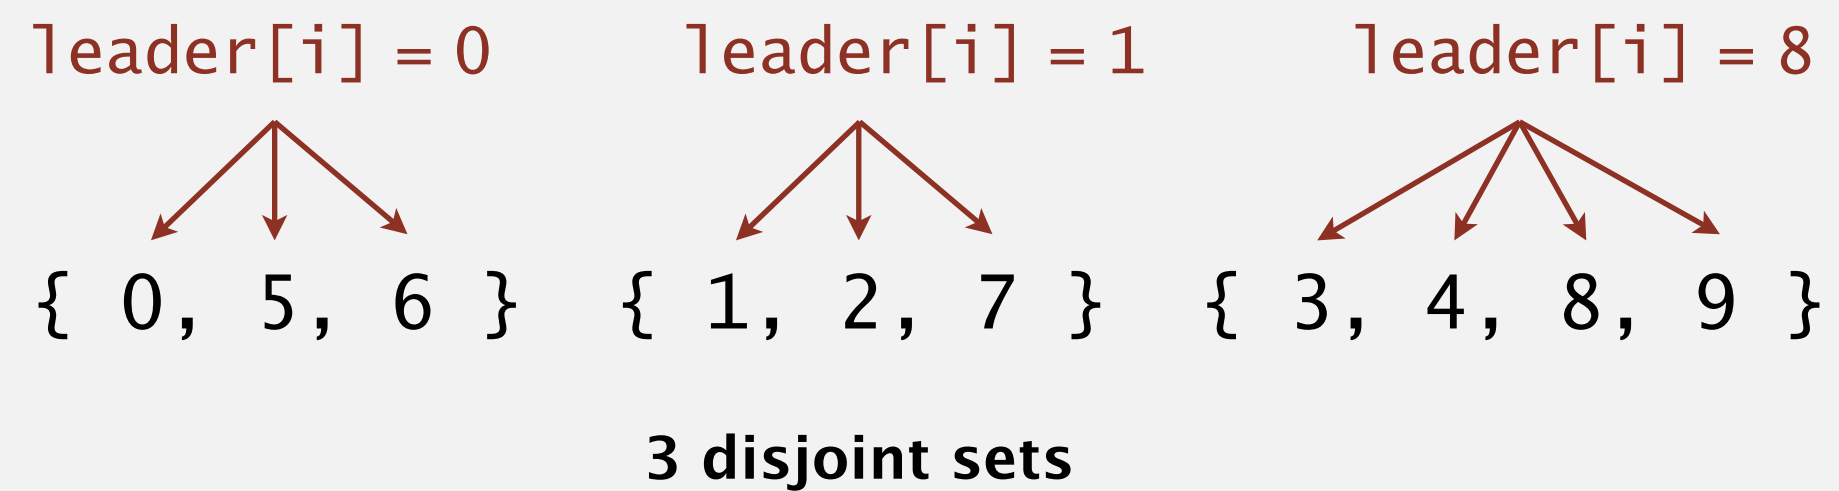 leader[i] = 0 leader[i] = 1 leader[i] = 8
{ 0, 5, 6 } { 1, 2, 7 } { 3, 4, 8, 9 }
3 disjoint sets